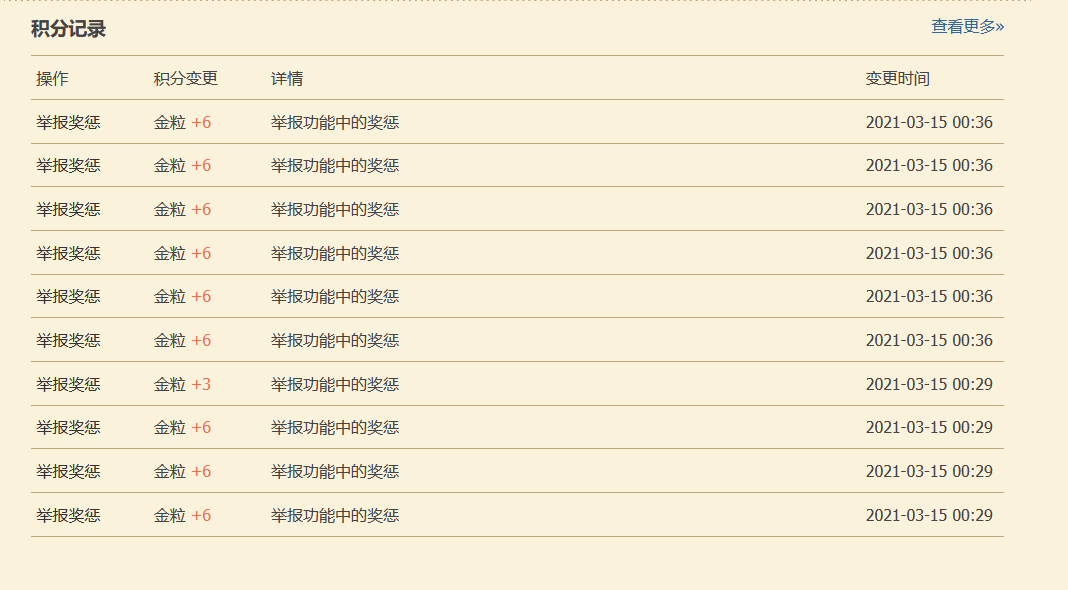 积分记录 查看更多»
操作 积分变更 详情 变更时间
举报奖惩 金粒 +6 举报功能中的奖惩 2021-03-15 00:36
举报奖惩 金粒 +6 举报功能中的奖惩 2021-03-15 00:36
举报奖惩 金粒 +6 举报功能中的奖惩 2021-03-15 00:36
举报奖惩 金粒 +6 举报功能中的奖惩 2021-03-15 00:36
举报奖惩 金粒 +6 举报功能中的奖惩 2021-03-15 00:36
举报奖惩 金粒 +6 举报功能中的奖惩 2021-03-15 00:36
举报奖惩 金粒 +3 举报功能中的奖惩 2021-03-15 00:29
举报奖惩 金粒 +6 举报功能中的奖惩 2021-03-15 00:29
举报奖惩 金粒 +6 举报功能中的奖惩 2021-03-15 00:29
举报奖惩 金粒 +6 举报功能中的奖惩 2021-03-15 00:29